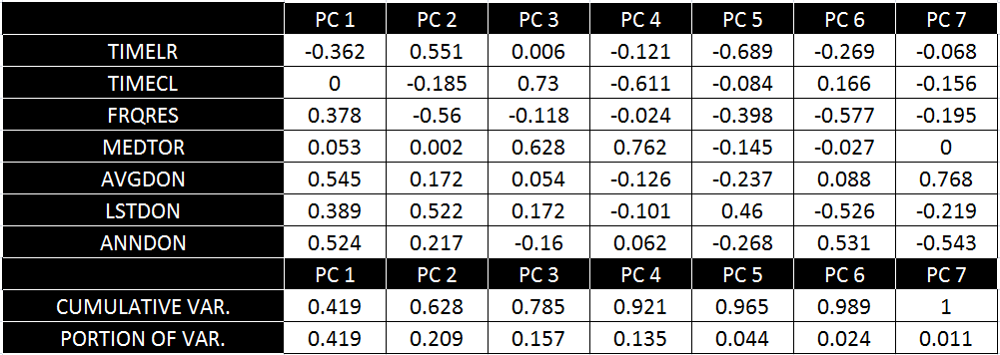 PC 1 PC 2 PC 3 PC 4 PC 5 PC 6 PC 7
TIMELR -0.362 0.551 0.006 -0.121 -0.689 -0.269 -0.068
TIMECL 0 -0.185 0.73 -0.611 -0.084 0.166 -0.156
FRQRES 0.378 -0.56 -0.118 -0.024 -0.398 -0.577 -0.195
MEDTOR 0.053 0.002 0.628 0.762 -0.145 -0.027 0
AVGDON 0.545 0.172 0.054 -0.126 -0.237 0.088 0.768
LSTDON 0.389 0.522 0.172 -0.101 0.46 -0.526 -0.219
ANNDON 0.524 0.217 -0.16 0.062 -0.268 0.531 -0.543
PC 1 PC 2 PC 3 PC 4 PC 5 PC 6 PC 7
CUMULATIVE VAR. 0.419 0.628 0.785 0.921 0.965 0.989 1
PORTION OF VAR. 0.419 0.209 0.157 0.135 0.044 0.024 0.011